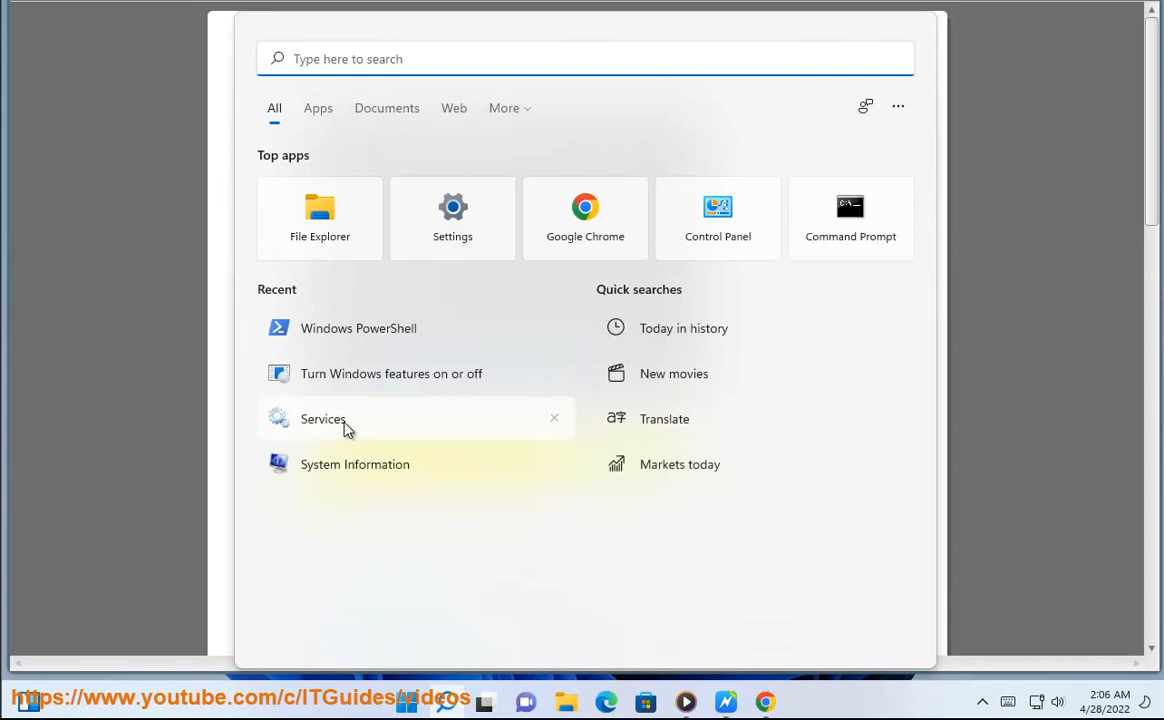 Type here to search
All Apps Documents Web More
Top apps
File Explorer Settings Google Chrome Control Panel Command Prompt
Recent Quick searches
Windows PowerShell Today in history
Turn Windows features on or off New movies
Services Translate
System Information Markets today
2:06 AM
https://www.youtube.com/c/ITGuides/videos
4/28/2022